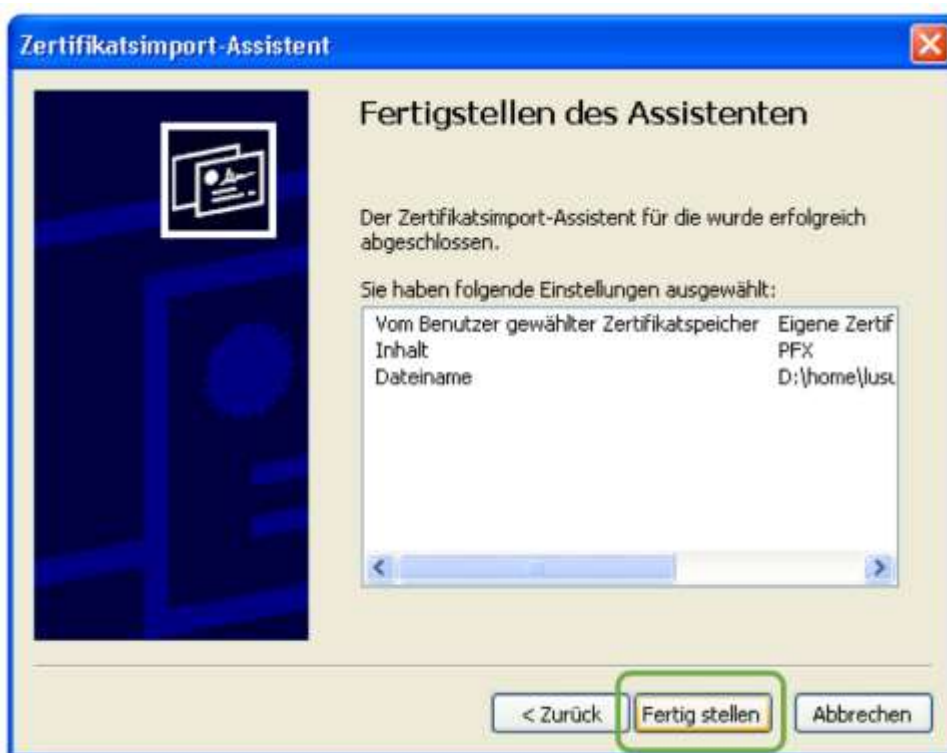 Zertifikatsimport-Assistent
Fertigstellen des Assistenten
Der Zertifikatsimport-Assistent für die wurde erfolgreich
abgeschlossen.
Sie haben folgende Einstellungen ausgewählt:
Vom Benutzer gewählter Zertifikatspeicher Eigene Zertif
Inhalt PFX
Dateiname D:\home\lusu
< Zurück Fertig stellen Abbrechen